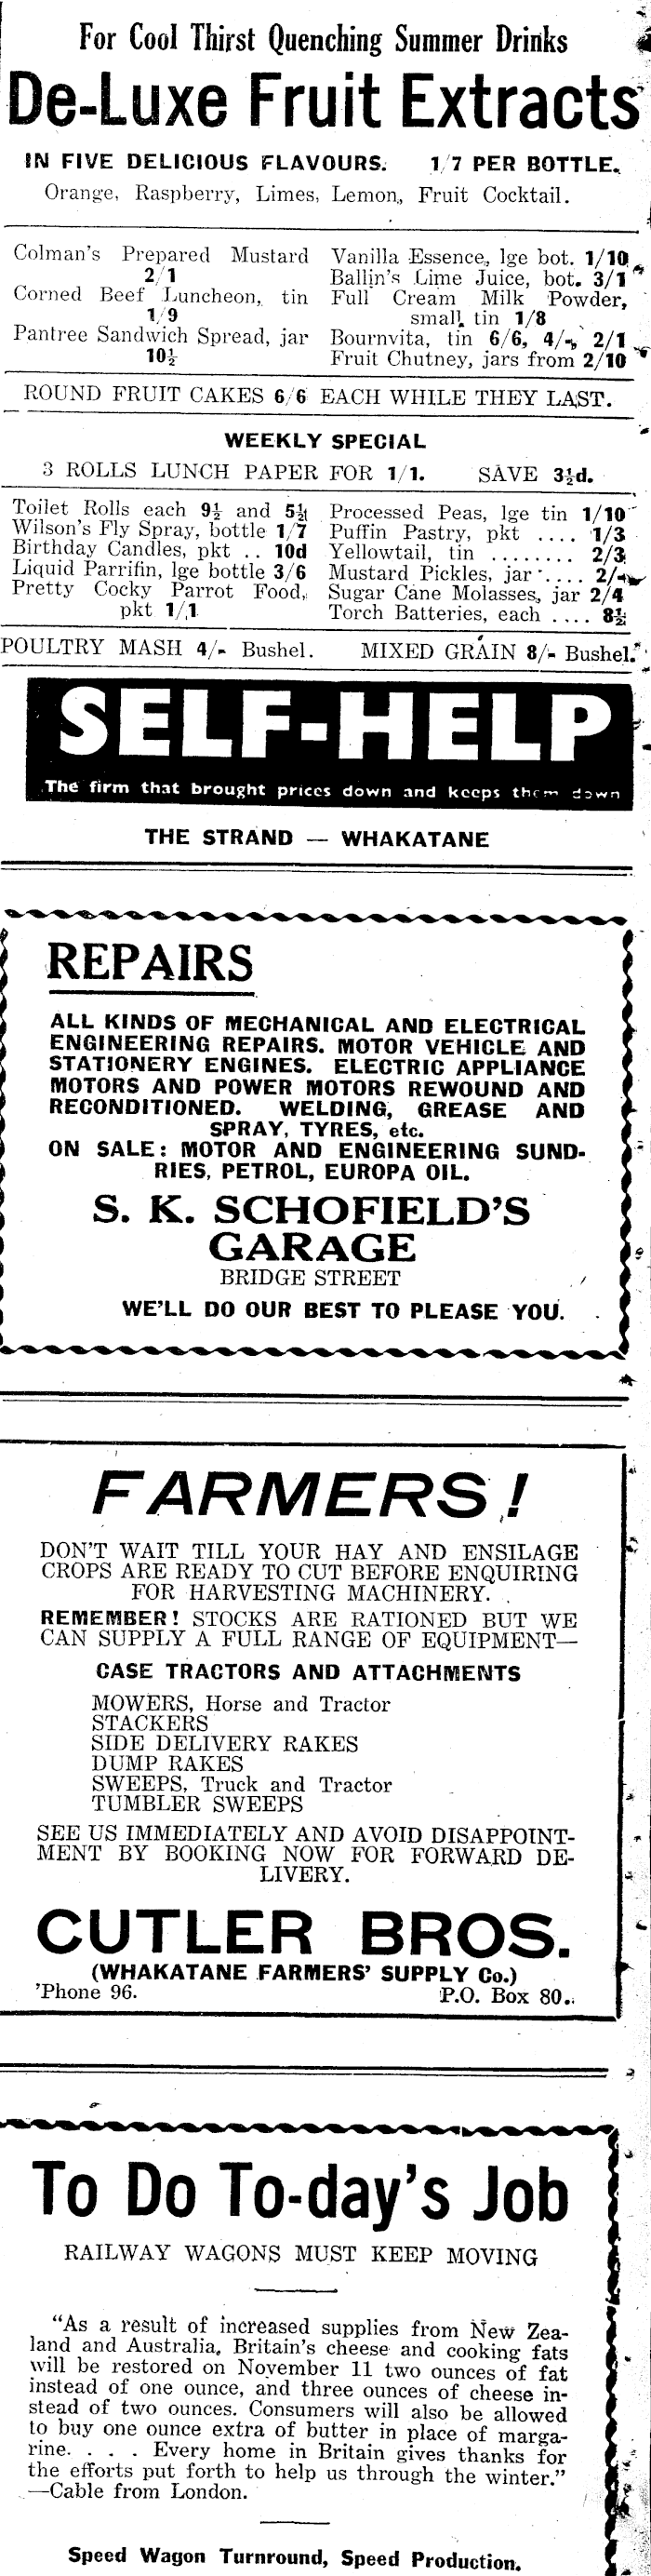 For Cool Thirst Quenching Summer Drinks
De-Luxe Fruit Extracts
IN FIVE DELICIOUS FLAVOURS. 1/7 PER BOTTLE.
Orange, Raspberry, Limes, Lemon, Fruit Cocktail.
Colman's Prepared Mustard
2/1
Corned Beef Luncheon, tin
1/9
Pantree Sandwich Spread, jar
10½
Vanilla Essence, lge bot. 1/10
Ballin's Lime Juice, bot. 3/1
Full Cream Milk Powder,
small tin 1/8
Bournvita, tin 6/6, 4/-, 2/1
Fruit Chutney, jars from 2/10
ROUND FRUIT CAKES 6/6 EACH WHILE THEY LAST.
WEEKLY SPECIAL
3 ROLLS LUNCH PAPER FOR 1/1. SAVE 3½d.
Toilet Rolls each 9½ and 5½
Wilson's Fly Spray, bottle 1/7
Birthday Candles, pkt .. 10d
Liquid Parrifin, lge bottle 3/6
Pretty Cocky Parrot Food,
pkt 1/1
Processed Peas, lge tin 1/10
Puffin Pastry, pkt .... 1/3
Yellowtail, tin ........ 2/3
Mustard Pickles, jar .... 2/-
Sugar Cane Molasses, jar 2/4
Torch Batteries, each .... 8½
POULTRY MASH 4/- Bushel. MIXED GRAIN 8/- Bushel.
SELF-HELP
The firm that brought prices down and keeps them down
THE STRAND — WHAKATANE
REPAIRS
ALL KINDS OF MECHANICAL AND ELECTRICAL
ENGINEERING REPAIRS. MOTOR VEHICLE AND
STATIONERY ENGINES. ELECTRIC APPLIANCE
MOTORS AND POWER MOTORS REWOUND AND
RECONDITIONED. WELDING, GREASE AND
SPRAY, TYRES, etc.
ON SALE: MOTOR AND ENGINEERING SUND-
RIES, PETROL, EUROPA OIL.
S. K. SCHOFIELD'S
GARAGE
BRIDGE STREET
WE'LL DO OUR BEST TO PLEASE YOU.
FARMERS!
DON'T WAIT TILL YOUR HAY AND ENSILAGE
CROPS ARE READY TO CUT BEFORE ENQUIRING
FOR HARVESTING MACHINERY.
REMEMBER! STOCKS ARE RATIONED BUT WE
CAN SUPPLY A FULL RANGE OF EQUIPMENT—
CASE TRACTORS AND ATTACHMENTS
MOWERS, Horse and Tractor
STACKERS
SIDE DELIVERY RAKES
DUMP RAKES
SWEEPS, Truck and Tractor
TUMBLER SWEEPS
SEE US IMMEDIATELY AND AVOID DISAPPOINT-
MENT BY BOOKING NOW FOR FORWARD DE-
LIVERY.
CUTLER BROS.
(WHAKATANE FARMERS' SUPPLY Co.)
'Phone 96. P.O. Box 80.
To Do To-day's Job
RAILWAY WAGONS MUST KEEP MOVING
"As a result of increased supplies from New Zea-
land and Australia, Britain's cheese and cooking fats
will be restored on November 11 two ounces of fat
instead of one ounce, and three ounces of cheese in-
stead of two ounces. Consumers will also be allowed
to buy one ounce extra of butter in place of marga-
rine. . . . Every home in Britain gives thanks for
the efforts put forth to help us through the winter."
—Cable from London.
Speed Wagon Turnround, Speed Production.